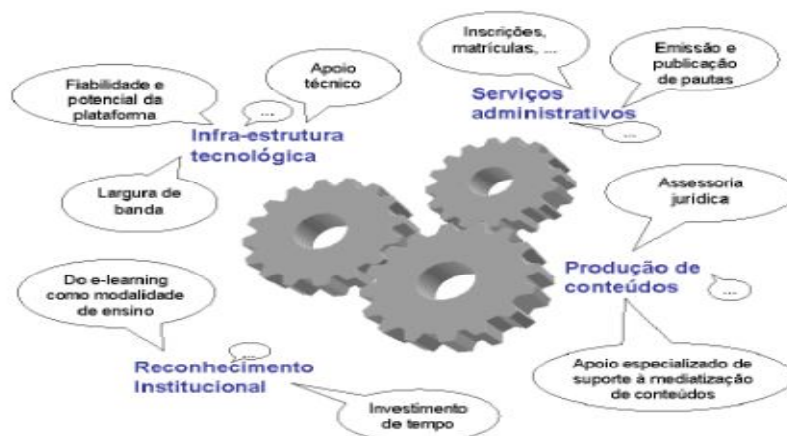 Inscrições,
matrículas, ...
Emissão e
publicação
de pautas
Serviços
administrativos
...
Fiabilidade e
potencial da
plataforma
Apoio
técnico
...
Infra-estrutura
tecnológica
Largura de
banda
Assessoria
jurídica
Produção de
conteúdos
...
Apoio especializado de
suporte à mediatização
de conteúdos
Do e-learning
como modalidade
de ensino
...
Reconhecimento
Institucional
Investimento
de tempo